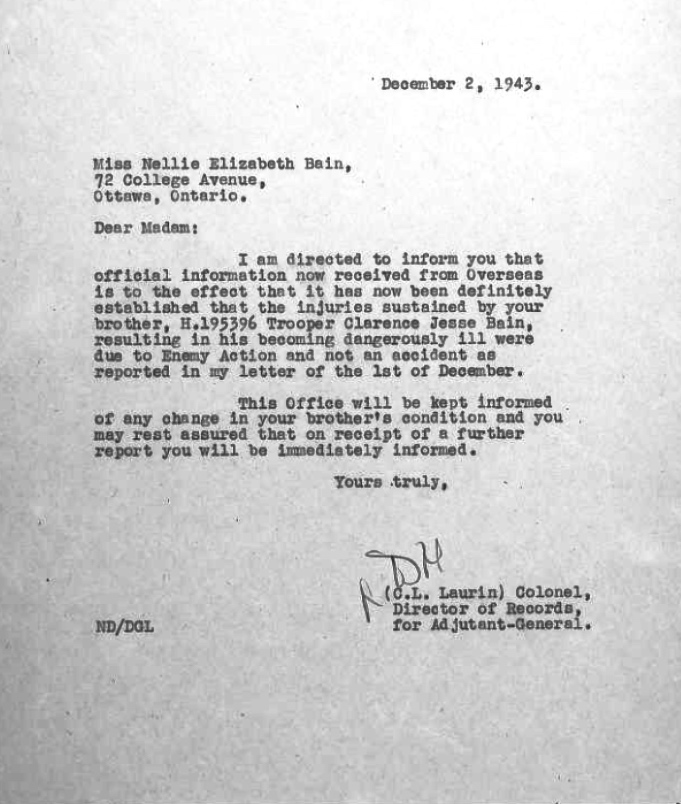 December 2, 1943.
Miss Nellie Elizabeth Bain,
72 College Avenue,
Ottawa, Ontario.
Dear Madam:
I am directed to inform you that
official information now received from Overseas
is to the effect that it has now been definitely
established that the injuries sustained by your
brother, H.195396 Trooper Clarence Jesse Bain,
resulting in his becoming dangerously ill were
due to Enemy Action and not an accident as
reported in my letter of the 1st of December.
This Office will be kept informed
of any change in your brother's condition and you
may rest assured that on receipt of a further
report you will be immediately informed.
Yours truly,
(C.L. Laurin) Colonel,
Director of Records,
for Adjutant-General.
ND/DGL